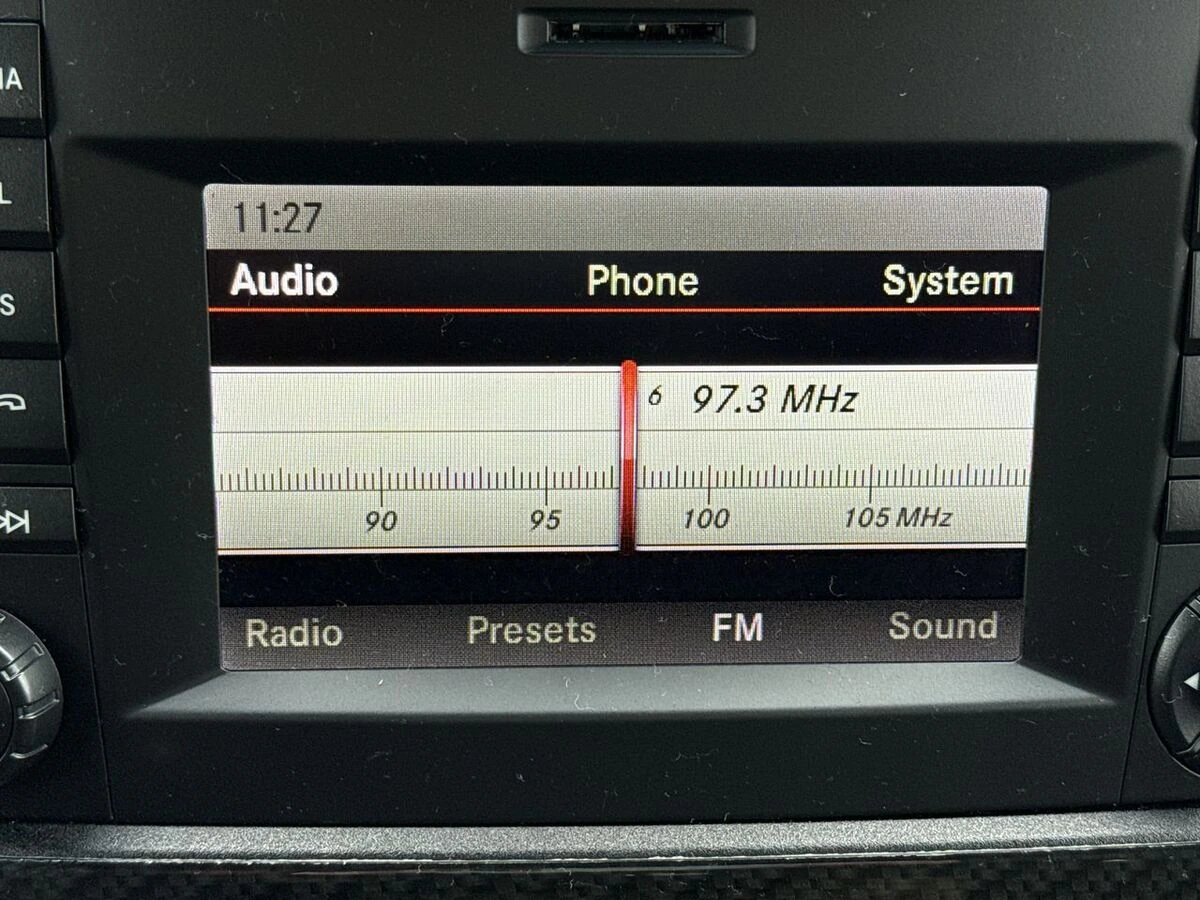 11:27
Audio Phone System
6 97.3 MHz
90 95 100 105 MHz
Radio Presets FM Sound